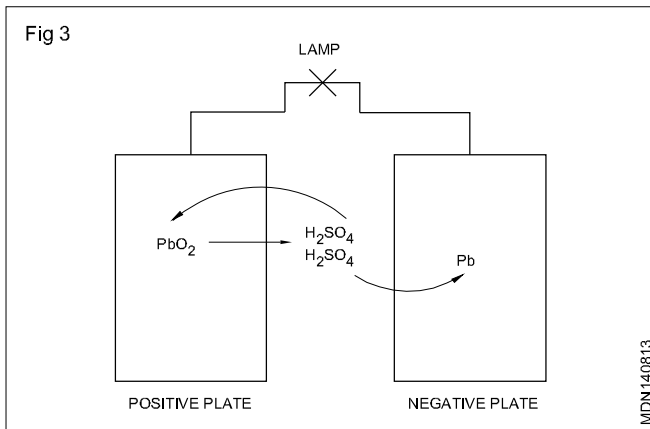 Fig 3
LAMP
PbO₂
H₂SO₄
H₂SO₄
Pb
POSITIVE PLATE
NEGATIVE PLATE
MDN140813